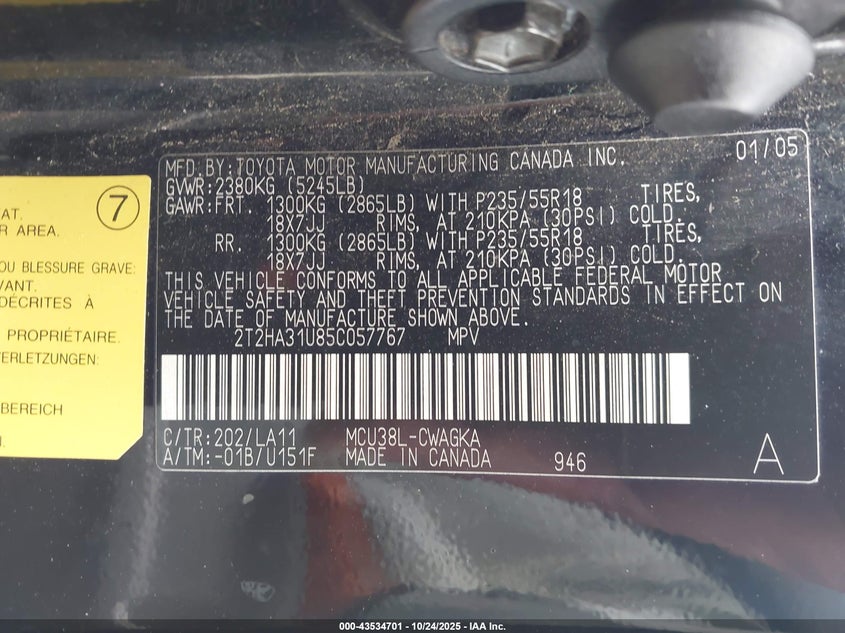 MFD.BY:TOYOTA MOTOR MANUFACTURING CANADA INC. 01/05
GVWR:2380KG (5245LB)
GAWR:FRT. 1300KG (2865LB) WITH P235/55R18 TIRES,
18X7JJ RIMS, AT 210KPA (30PSI) COLD.
RR. 1300KG (2865LB) WITH P235/55R18 TIRES,
18X7JJ RIMS, AT 210KPA (30PSI) COLD.
THIS VEHICLE CONFORMS TO ALL APPLICABLE FEDERAL MOTOR
VEHICLE SAFETY AND THEFT PREVENTION STANDARDS IN EFFECT ON
THE DATE OF MANUFACTURE SHOWN ABOVE.
2T2HA31U85C057767 MPV
C/TR:202/LA11 MCU38L-CWAGKA
A/TM:-01B/U151F MADE IN CANADA 946 A
7
AT.
R AREA.
OU BLESSURE GRAVE:
VANT.
DÉCRITES À
PROPRIÉTAIRE.
ERLETZUNGEN:
BEREICH
000-43534701 - 10/24/2025 - IAA Inc.